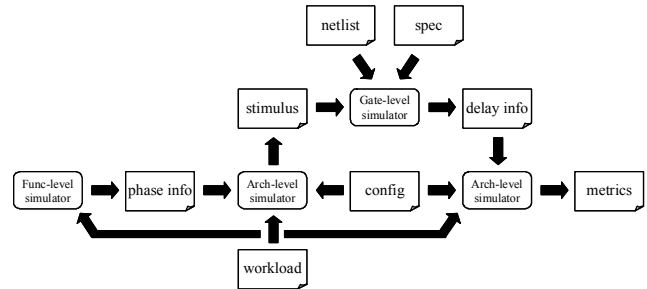 netlist
spec
stimulus
Gate-level
simulator
delay info
Func-level
simulator
phase info
Arch-level
simulator
config
Arch-level
simulator
metrics
workload